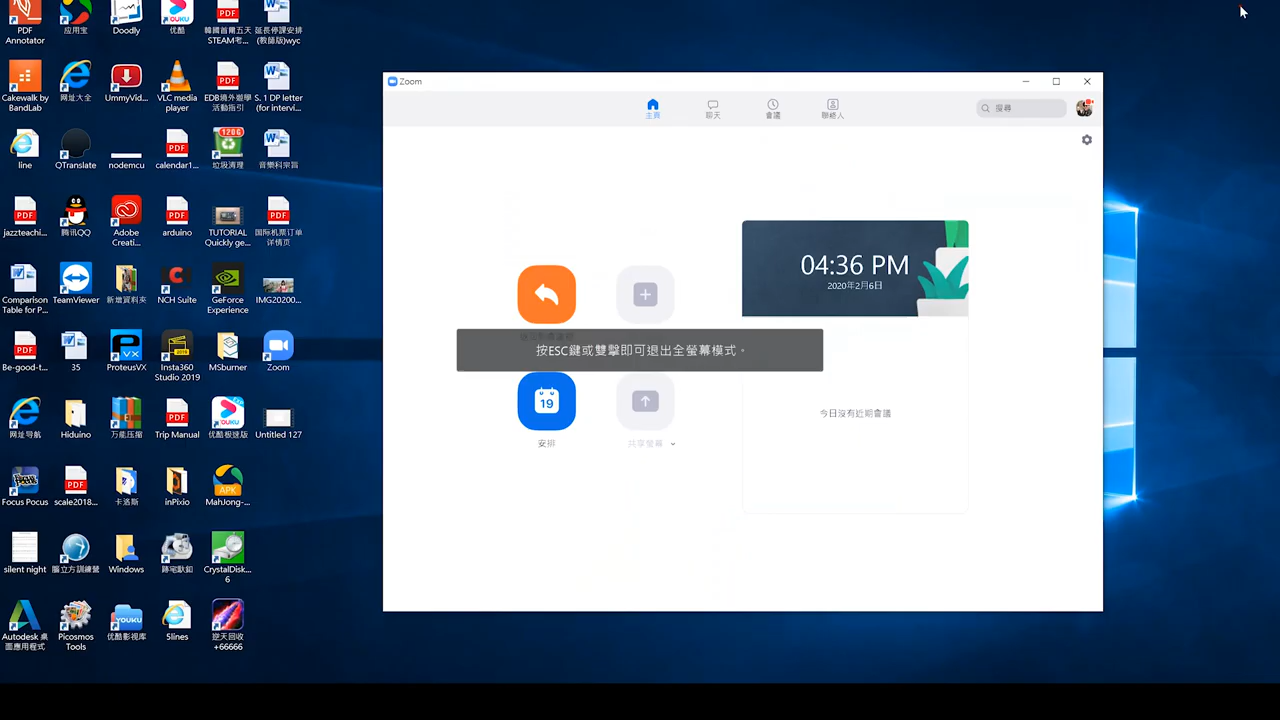 PDF
Annotator
应用宝
Doodly
优酷
韓國首爾五天
STEAM考...
延長停課安排
(教師版)wyc
Cakewalk by
BandLab
网址大全
UmmyVid...
VLC media
player
EDB境外遊學
活動指引
S. 1 DP letter
(for intervi...
line
QTranslate
nodemcu
calendar1...
120G
垃圾清理
音樂科宗旨
jazzteachi...
腾讯QQ
Adobe
Creati...
arduino
TUTORIAL
Quickly ge...
国际机票订单
详情页
Comparison
Table for P...
TeamViewer
新增資料夾
NCH Suite
GeForce
Experience
IMG20200...
Be-good-t...
35
ProteusVX
Insta360
Studio 2019
MSburner
Zoom
网址导航
Hiduino
万能压缩
Trip Manual
优酷极速版
Untitled 127
Focus Pocus
scale2018...
卡洛斯
inPixio
MahJong-...
silent night
腦立方訓練營
Windows
CrystalDisk...
6
Autodesk 桌
面應用程式
Picosmos
Tools
优酷影视库
5lines
逆天回收
+66666
Zoom
主頁
聊天
會議
聯絡人
搜尋
04:36 PM
2020年2月6日
按ESC鍵或雙擊即可退出全螢幕模式。
19
安排
共享螢幕
今日沒有近期會議